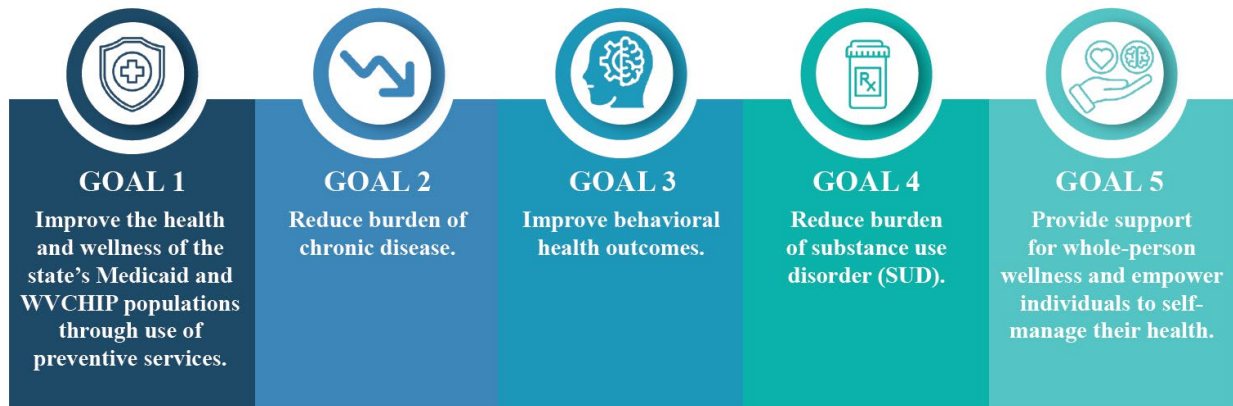 GOAL 1
Improve the health
and wellness of the
state's Medicaid and
WVCHIP populations
through use of
preventive services.
GOAL 2
Reduce burden of
chronic disease.
GOAL 3
Improve behavioral
health outcomes.
Rx
GOAL 4
Reduce burden
of substance use
disorder (SUD).
GOAL 5
Provide support
for whole-person
wellness and empower
individuals to self-
manage their health.